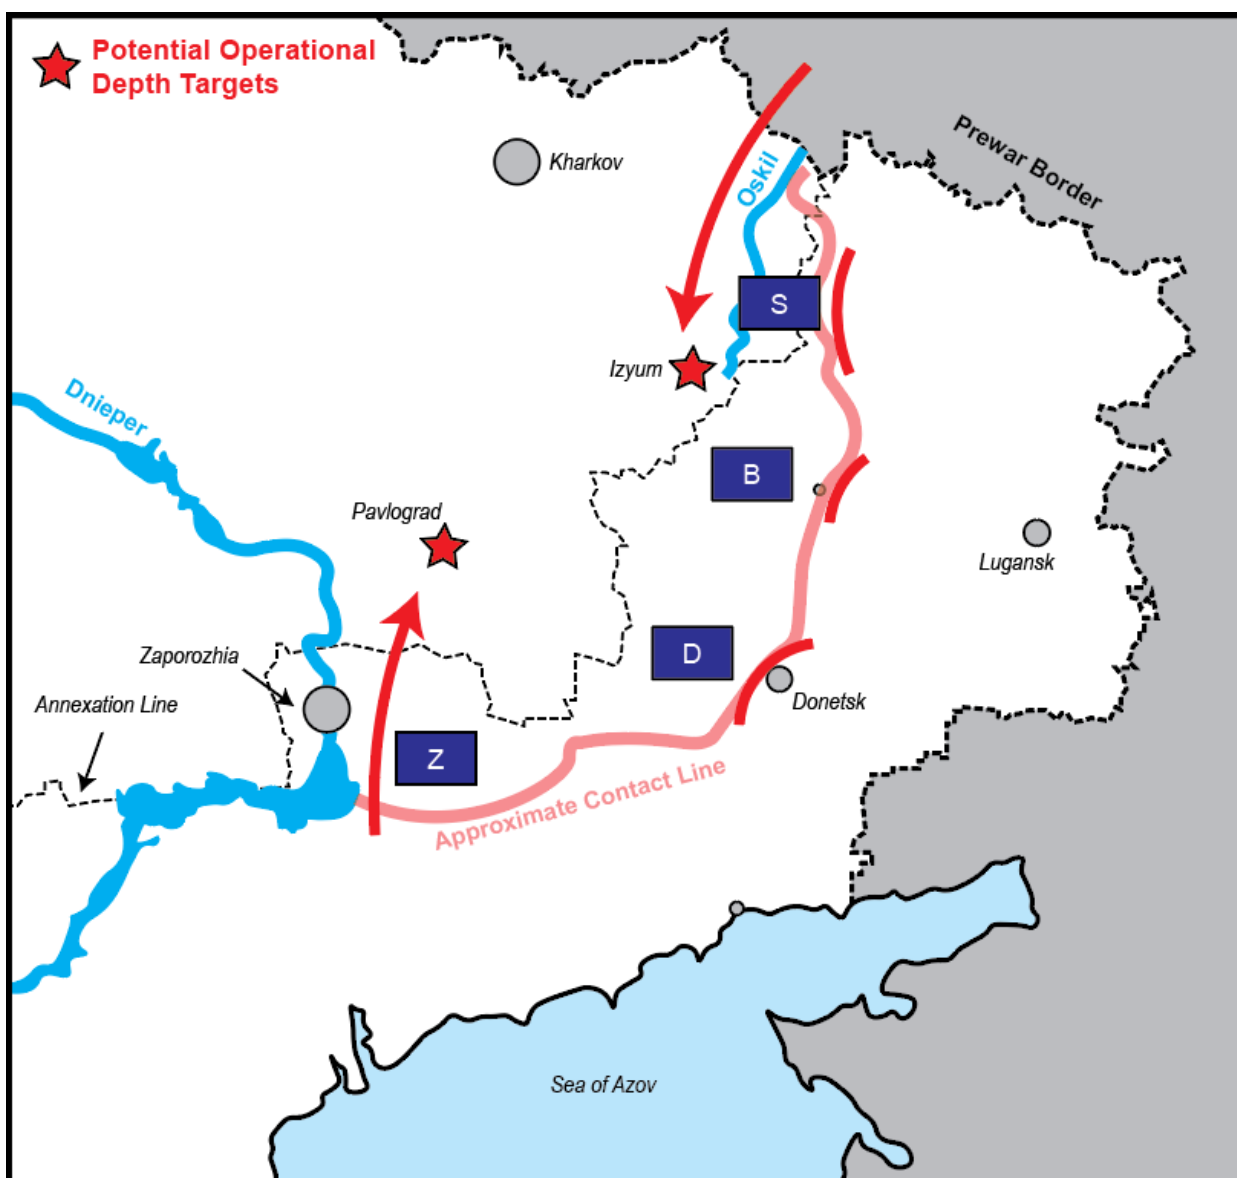 Potential Operational
Depth Targets
Prewar Border
Kharkov
Oskil
S
Izyum
Dnieper
B
Pavlograd
Lugansk
D
Zaporozhia
Donetsk
Annexation Line
Z
Approximate Contact Line
Sea of Azov